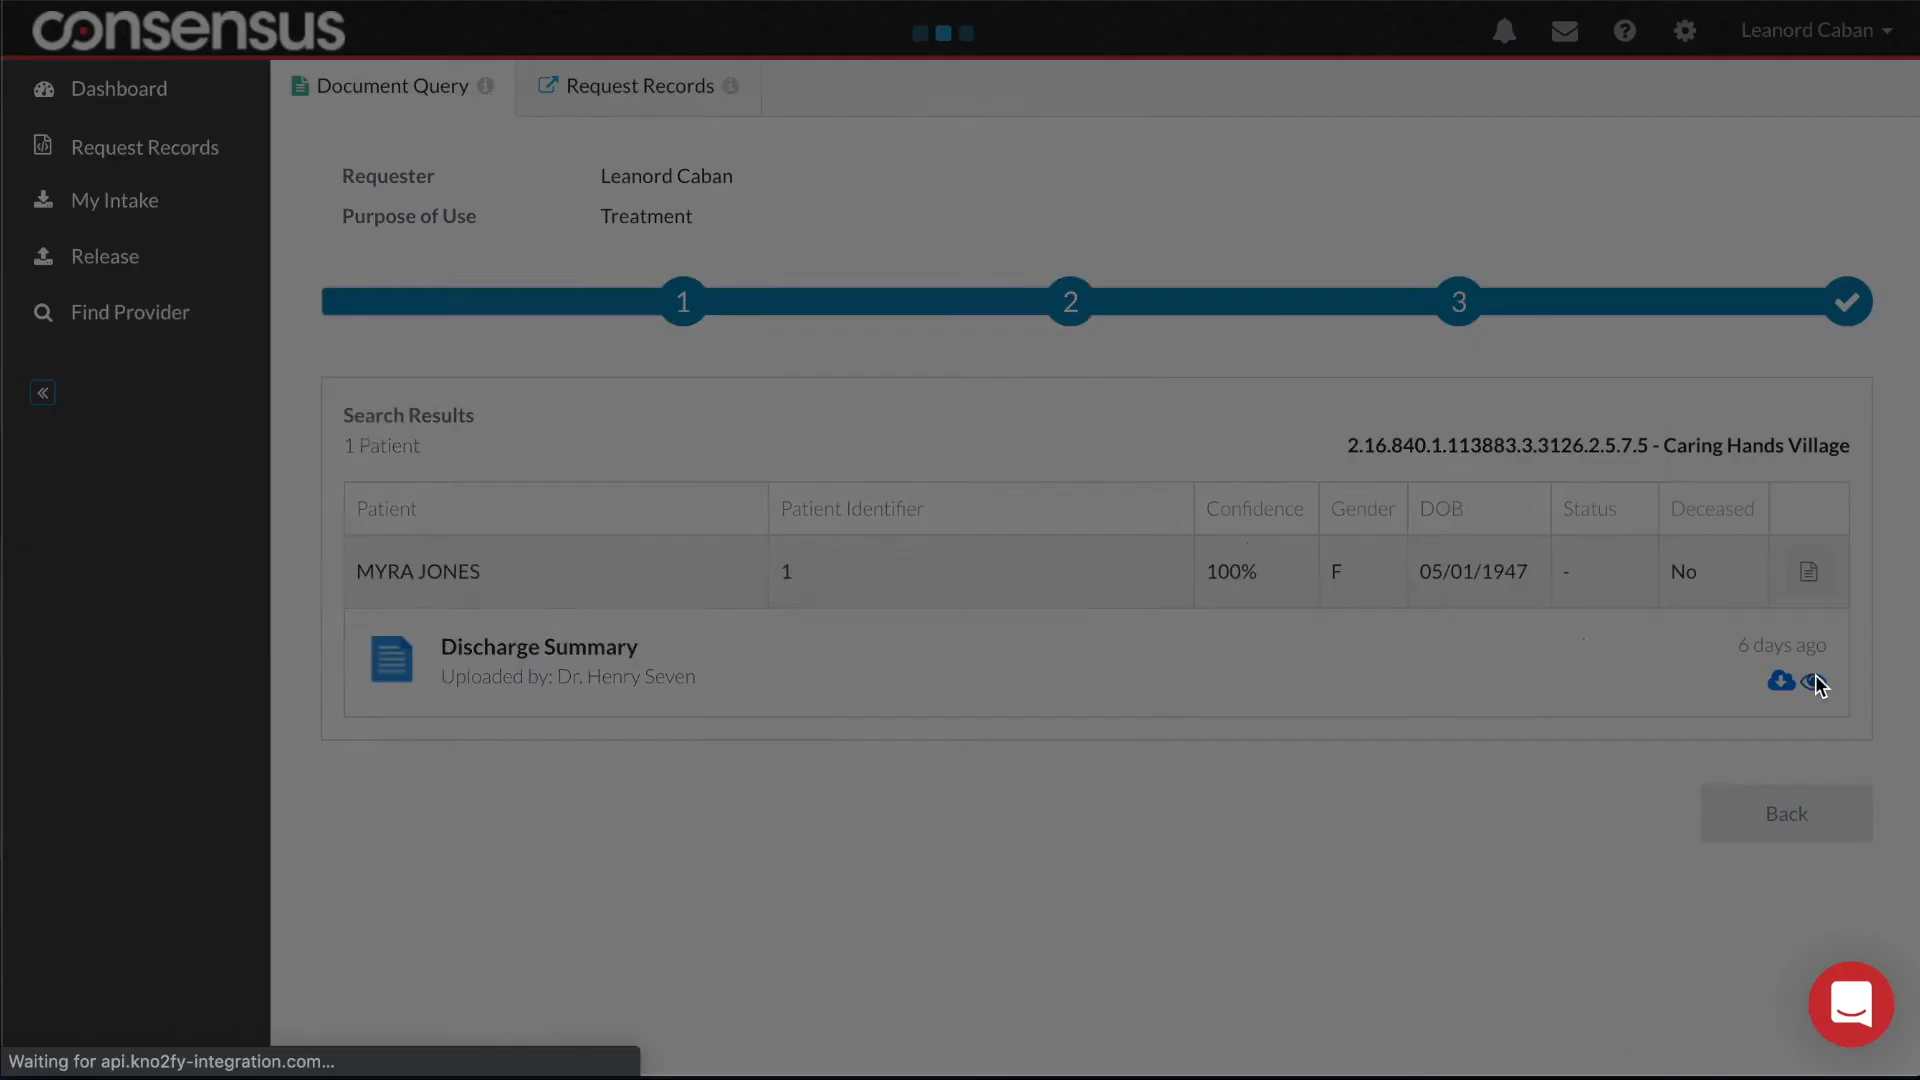 consensus
Leanord Caban
Dashboard
Request Records
My Intake
Release
Find Provider
Document Query
Request Records
Requester
Leanord Caban
Purpose of Use
Treatment
1
2
3
Search Results
1 Patient
2.16.840.1.113883.3.3126.2.5.7.5 - Caring Hands Village
Patient
Patient Identifier
Confidence
Gender
DOB
Status
Deceased
MYRA JONES
1
100%
F
05/01/1947
-
No
Discharge Summary
6 days ago
Uploaded by: Dr. Henry Seven
Back
Waiting for api.kno2fy-integration.com...